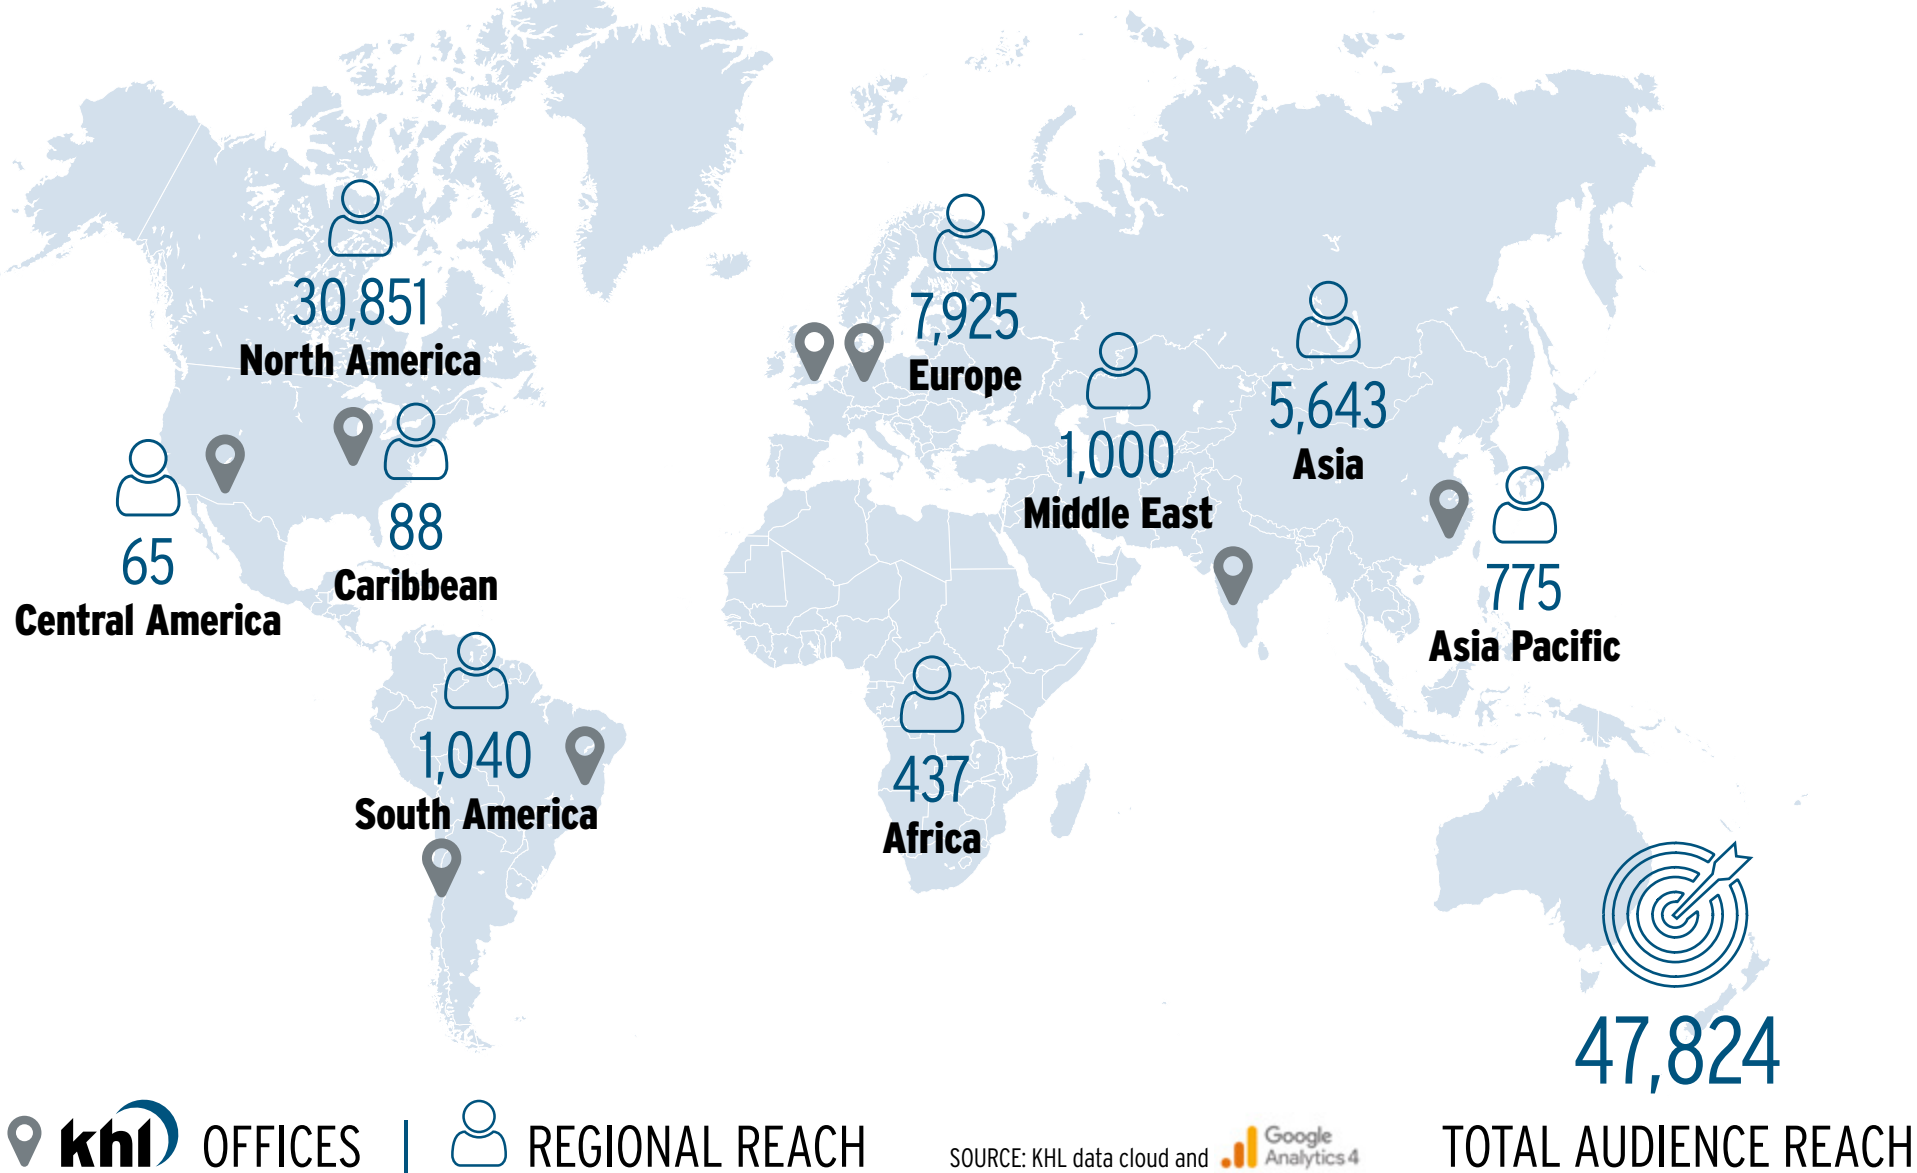 30,851
North America
7,925
Europe
5,643
Asia
1,000
Middle East
65
Central America
88
Caribbean
775
Asia Pacific
1,040
South America
437
Africa
47,824
TOTAL AUDIENCE REACH
khl OFFICES
REGIONAL REACH
SOURCE: KHL data cloud and Google Analytics 4